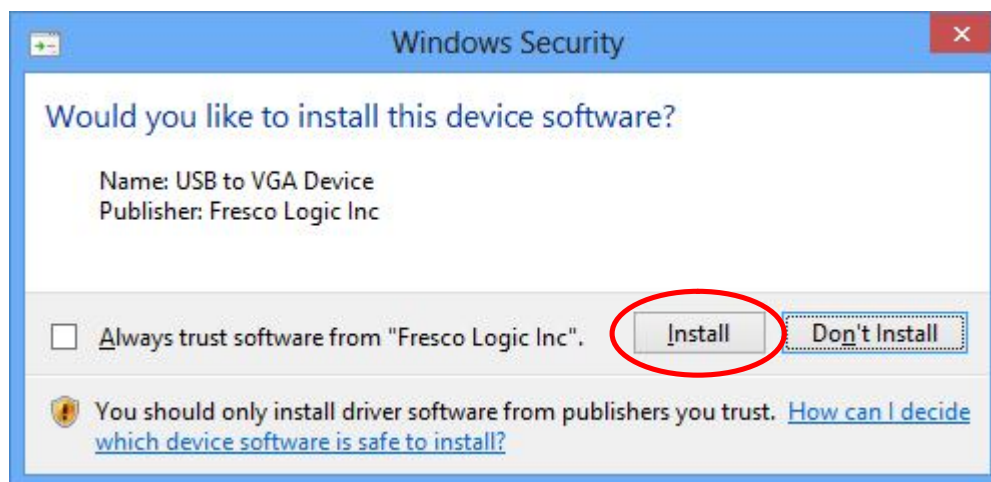 Windows Security
Would you like to install this device software?
Name: USB to VGA Device
Publisher: Fresco Logic Inc
Always trust software from "Fresco Logic Inc".
Install
Don't Install
You should only install driver software from publishers you trust. How can I decide
which device software is safe to install?